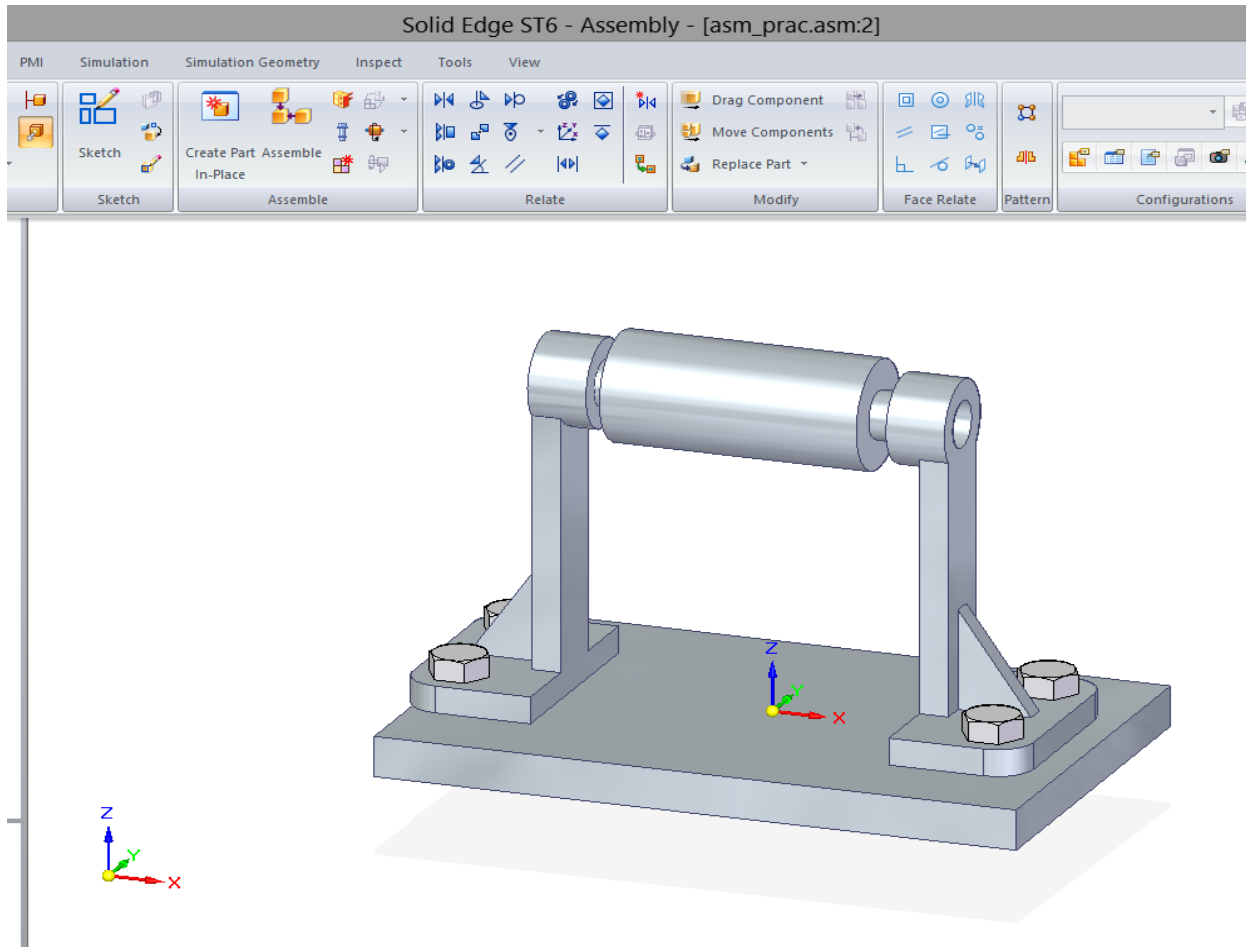 Solid Edge ST6 - Assembly - [asm_prac.asm:2]
PMI Simulation Simulation Geometry Inspect Tools View
Drag Component
Move Components
Sketch Create Part Assemble
In-Place
Replace Part
Sketch Assemble Relate Modify Face Relate Pattern Configurations
Z
Y
X
Z
Y
X